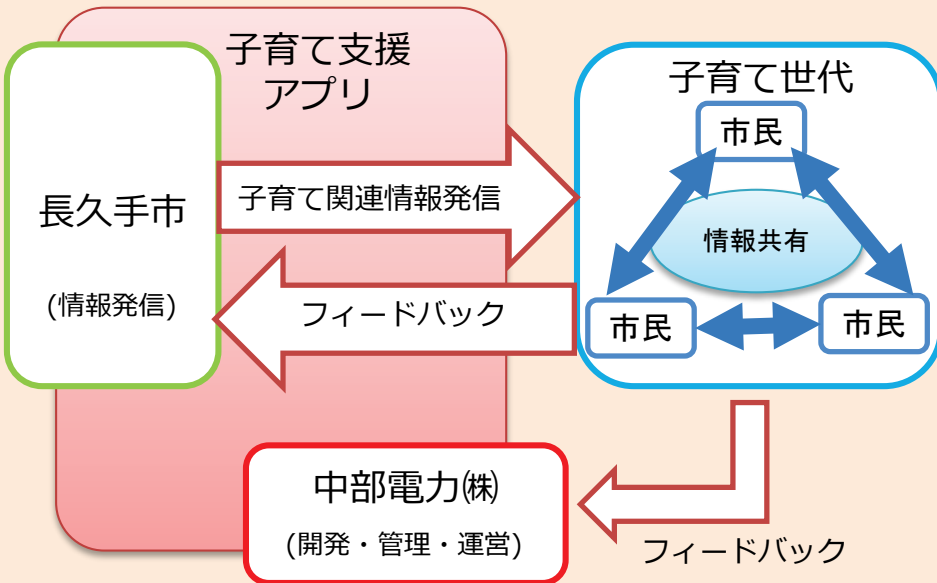 子育て支援
アプリ
長久手市
(情報発信)
子育て関連情報発信
フィードバック
子育て世代
市民
情報共有
市民
市民
中部電力㈱
(開発・管理・運営)
フィードバック